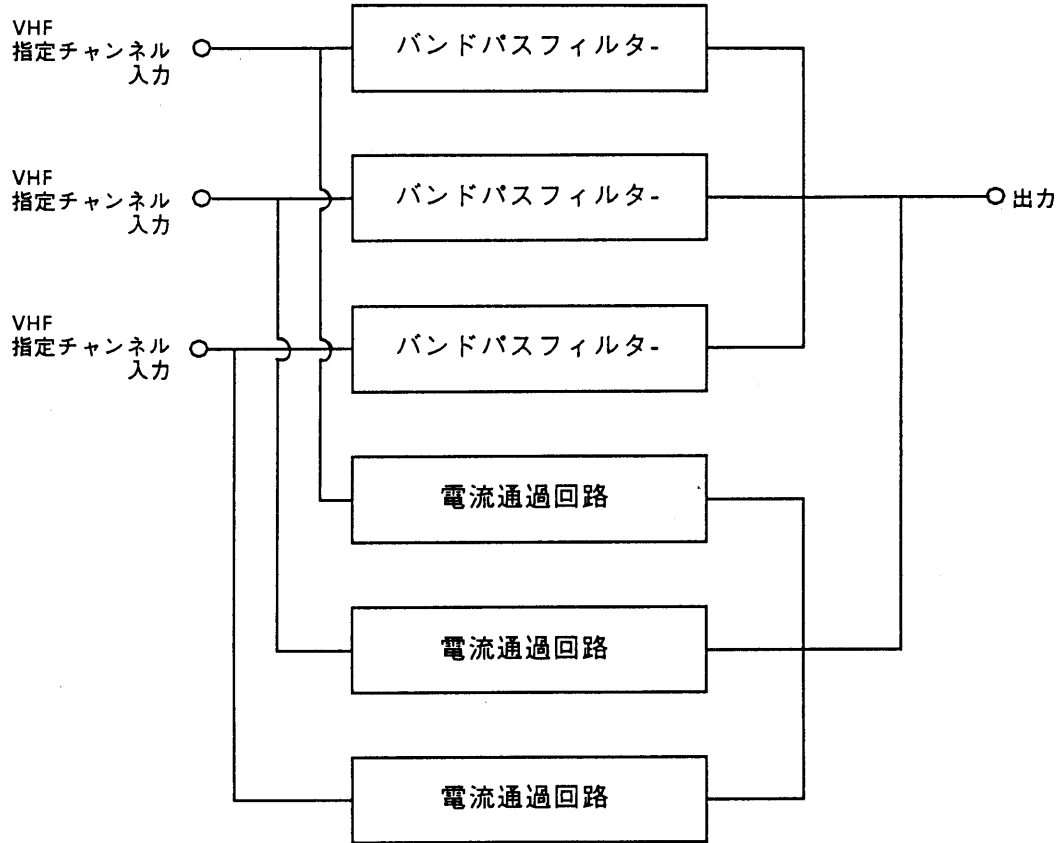 VHF
指定チャンネル
入力
バンドパスフィルタ-
VHF
指定チャンネル
入力
バンドパスフィルタ-
出力
VHF
指定チャンネル
入力
バンドパスフィルタ-
電流通過回路
電流通過回路
電流通過回路